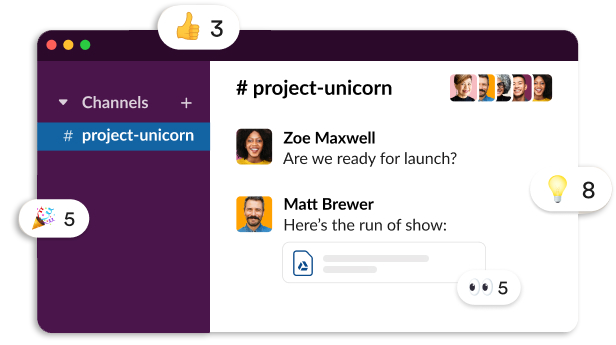 👍 3
Channels +
# project-unicorn
# project-unicorn
Zoe Maxwell
Are we ready for launch?
Matt Brewer
Here’s the run of show:
🎉 5
💡 8
👀 5